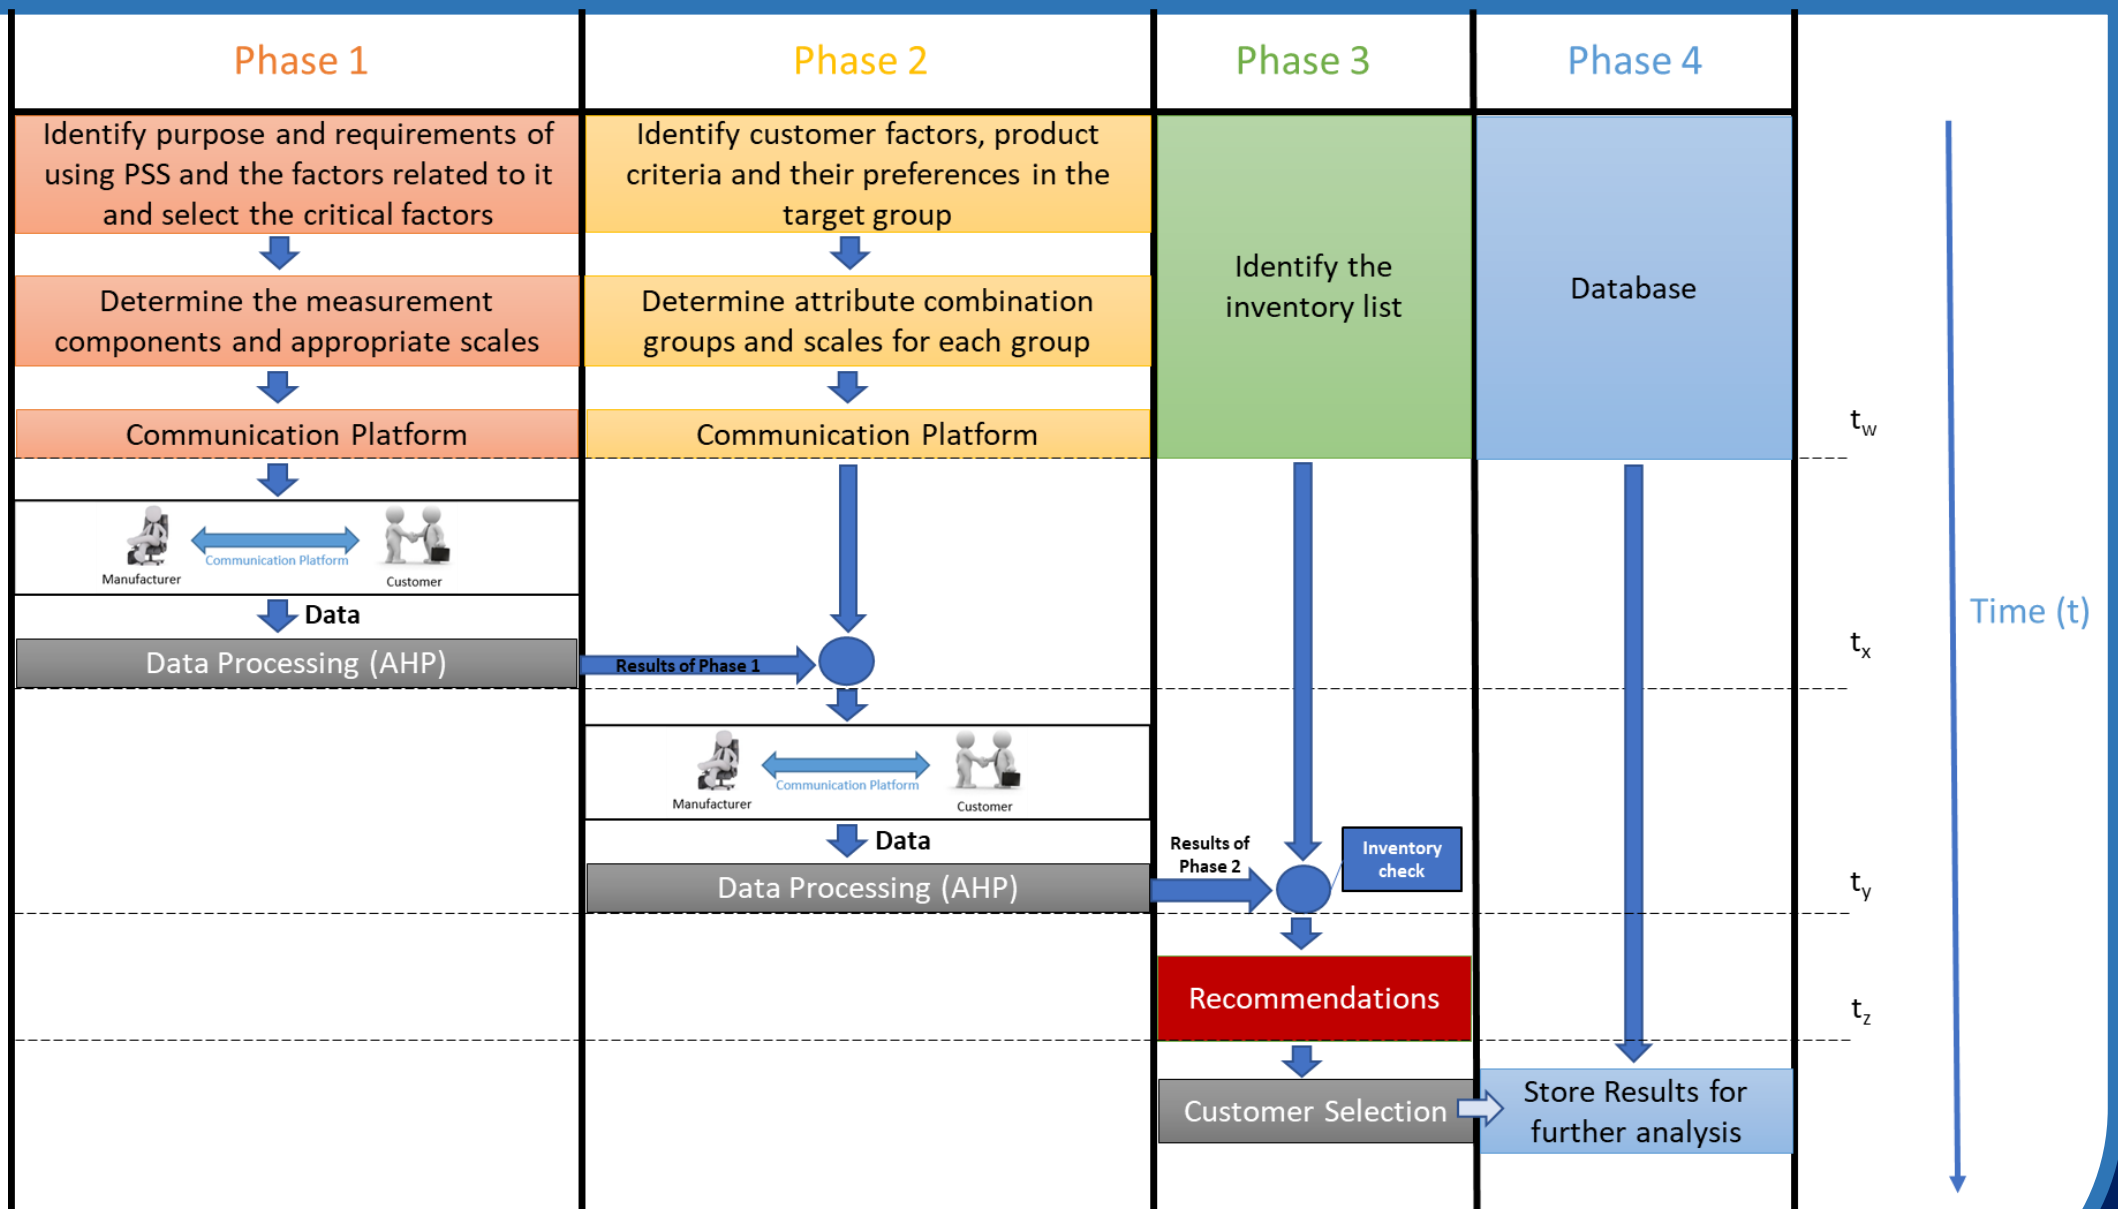 Phase 1
Phase 2
Phase 3
Phase 4
Identify purpose and requirements of
using PSS and the factors related to it
and select the critical factors
Identify customer factors, product
criteria and their preferences in the
target group
Identify the
inventory list
Database
Determine the measurement
components and appropriate scales
Determine attribute combination
groups and scales for each group
Communication Platform
Communication Platform
tw
Communication Platform
Manufacturer
Customer
Data
Data Processing (AHP)
Results of Phase 1
tx
Time (t)
Communication Platform
Manufacturer
Customer
Data
Data Processing (AHP)
Results of
Phase 2
Inventory
check
ty
Recommendations
tz
Customer Selection
Store Results for
further analysis